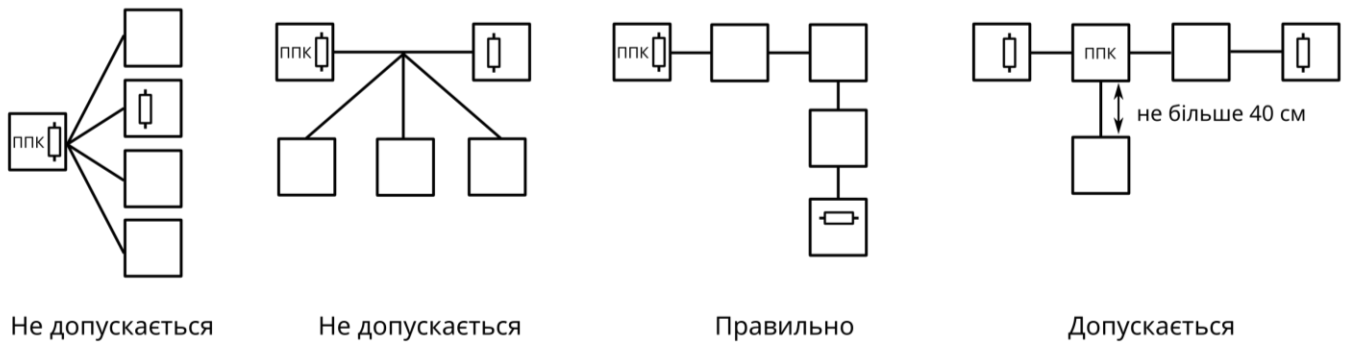 ппк
ппк
ппк
ппк
не більше 40 см
Не допускається
Не допускається
Правильно
Допускається